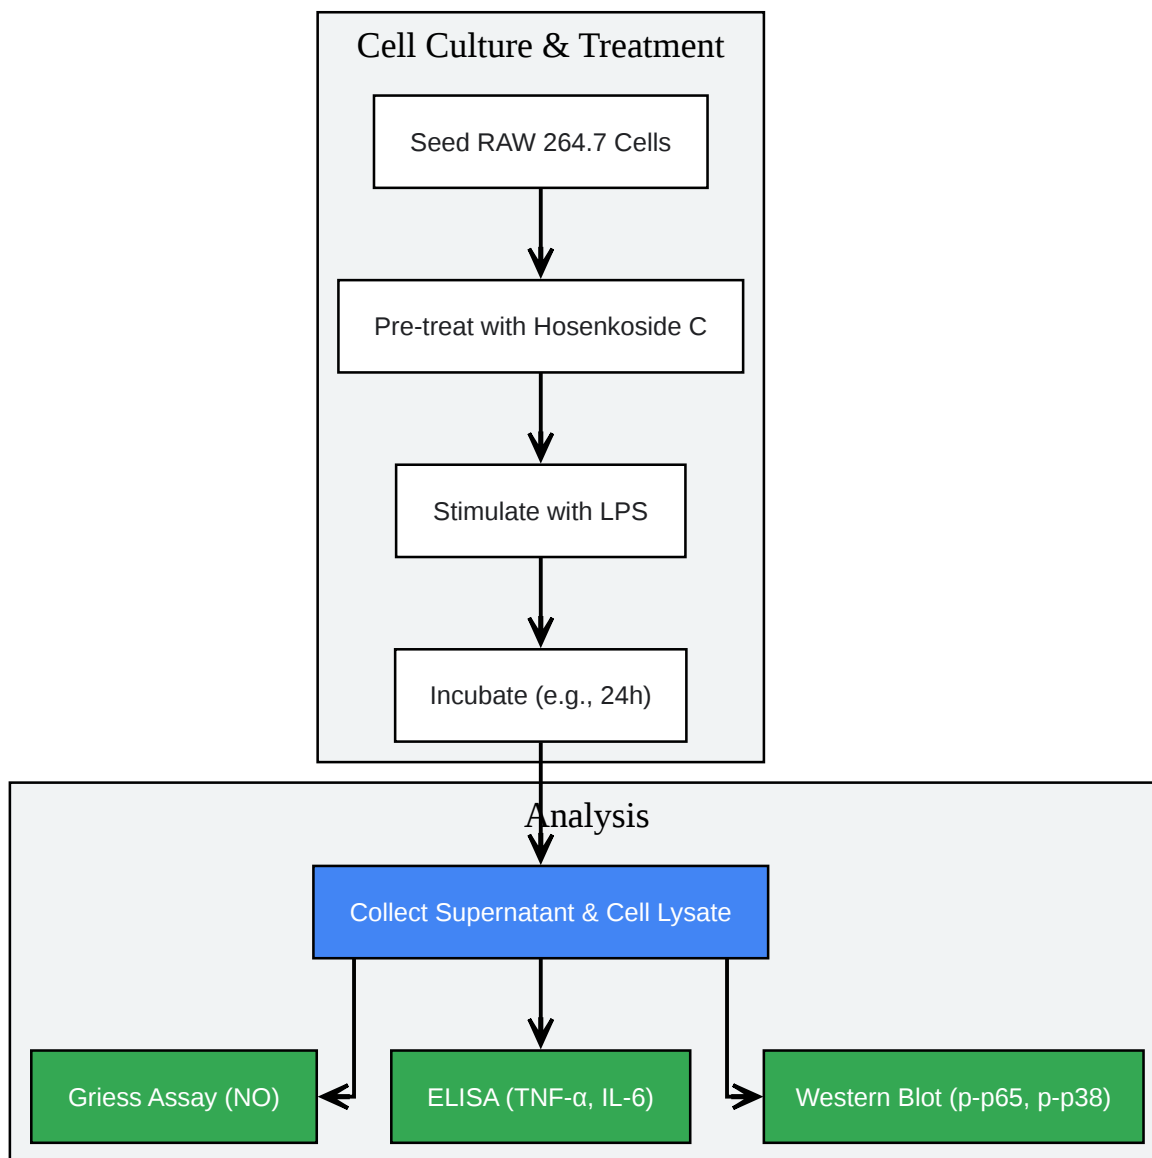 Cell Culture & Treatment
Seed RAW 264.7 Cells
Pre-treat with Hosenkoside C
Stimulate with LPS
Incubate (e.g., 24h)
Analysis
Collect Supernatant & Cell Lysate
Griess Assay (NO)
ELISA (TNF-α, IL-6)
Western Blot (p-p65, p-p38)